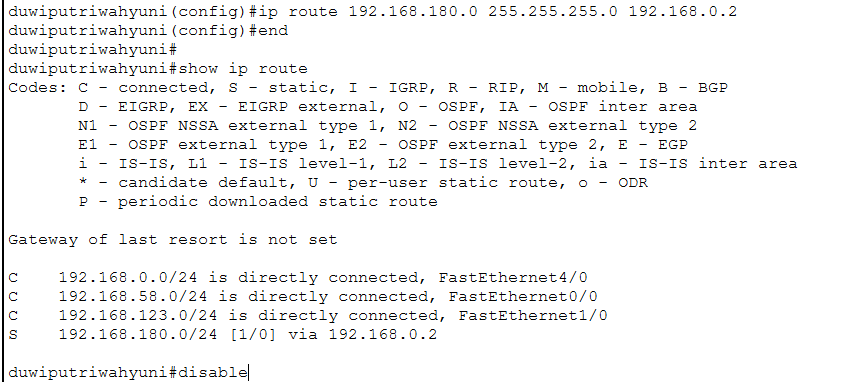 duwiputriwahyuni(config)#ip route 192.168.180.0 255.255.255.0 192.168.0.2
duwiputriwahyuni(config)#end
duwiputriwahyuni#
duwiputriwahyuni#show ip route
Codes: C - connected, S - static, I - IGRP, R - RIP, M - mobile, B - BGP
       D - EIGRP, EX - EIGRP external, O - OSPF, IA - OSPF inter area
       N1 - OSPF NSSA external type 1, N2 - OSPF NSSA external type 2
       E1 - OSPF external type 1, E2 - OSPF external type 2, E - EGP
       i - IS-IS, L1 - IS-IS level-1, L2 - IS-IS level-2, ia - IS-IS inter area
       * - candidate default, U - per-user static route, o - ODR
       P - periodic downloaded static route

Gateway of last resort is not set

C    192.168.0.0/24 is directly connected, FastEthernet4/0
C    192.168.58.0/24 is directly connected, FastEthernet0/0
C    192.168.123.0/24 is directly connected, FastEthernet1/0
S    192.168.180.0/24 [1/0] via 192.168.0.2

duwiputriwahyuni#disable